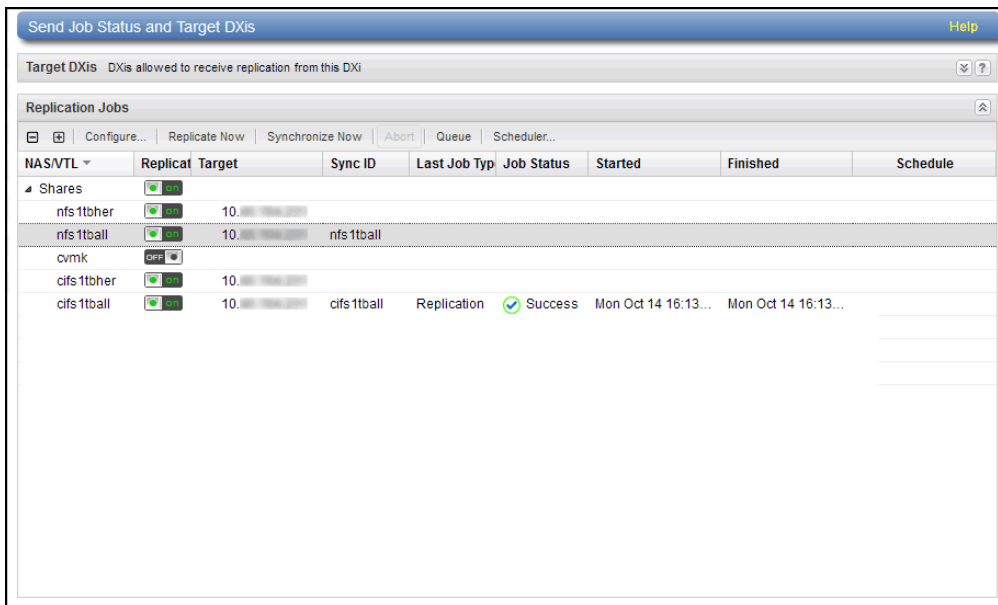 Send Job Status and Target DXis Help
Target DXis DXis allowed to receive replication from this DXi ?
Replication Jobs
Configure... Replicate Now Synchronize Now Abort Queue Scheduler...
NAS/VTL Replicat Target Sync ID Last Job Typ Job Status Started Finished Schedule
Shares on
nfs1tbher on 10.
nfs1tball on 10. nfs1tball
cvmk OFF
cifs1tbher on 10.
cifs1tball on 10. cifs1tball Replication Success Mon Oct 14 16:13... Mon Oct 14 16:13...